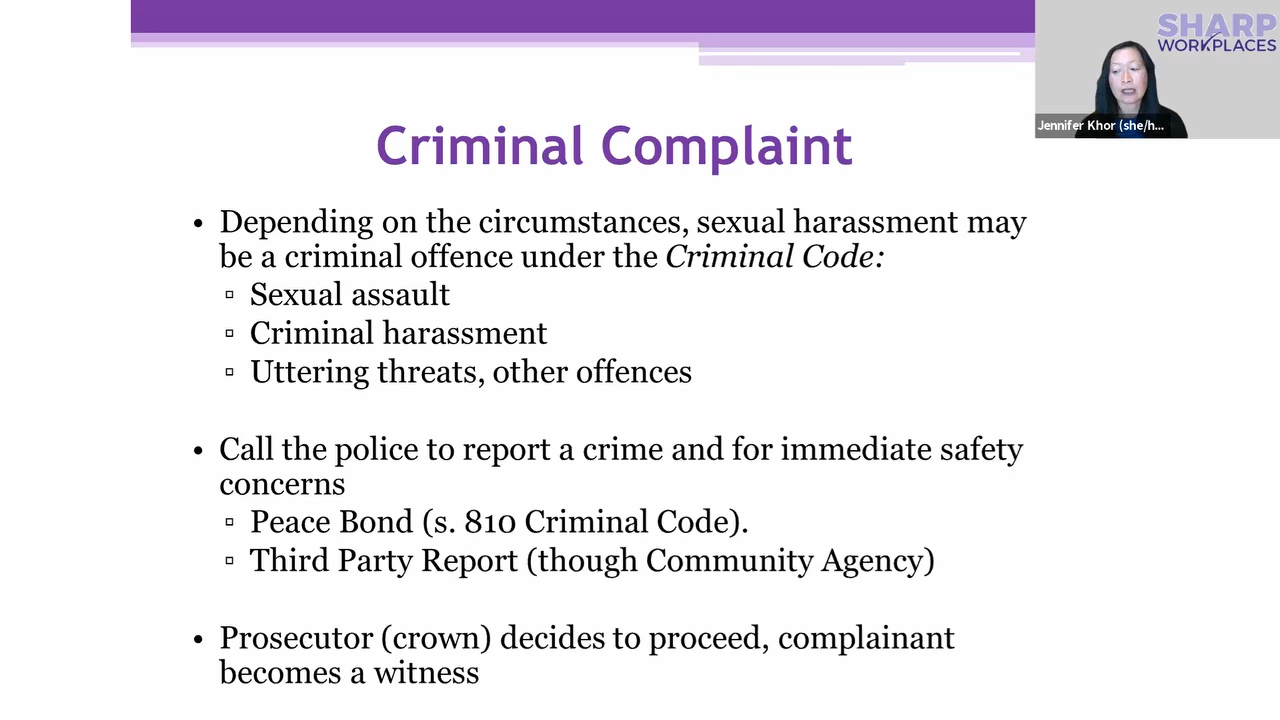 SHARP
WORKPLACES
Jennifer Khor (she/h...
Criminal Complaint
• Depending on the circumstances, sexual harassment may
be a criminal offence under the Criminal Code:
▫ Sexual assault
▫ Criminal harassment
▫ Uttering threats, other offences
• Call the police to report a crime and for immediate safety
concerns
▫ Peace Bond (s. 810 Criminal Code).
▫ Third Party Report (though Community Agency)
• Prosecutor (crown) decides to proceed, complainant
becomes a witness